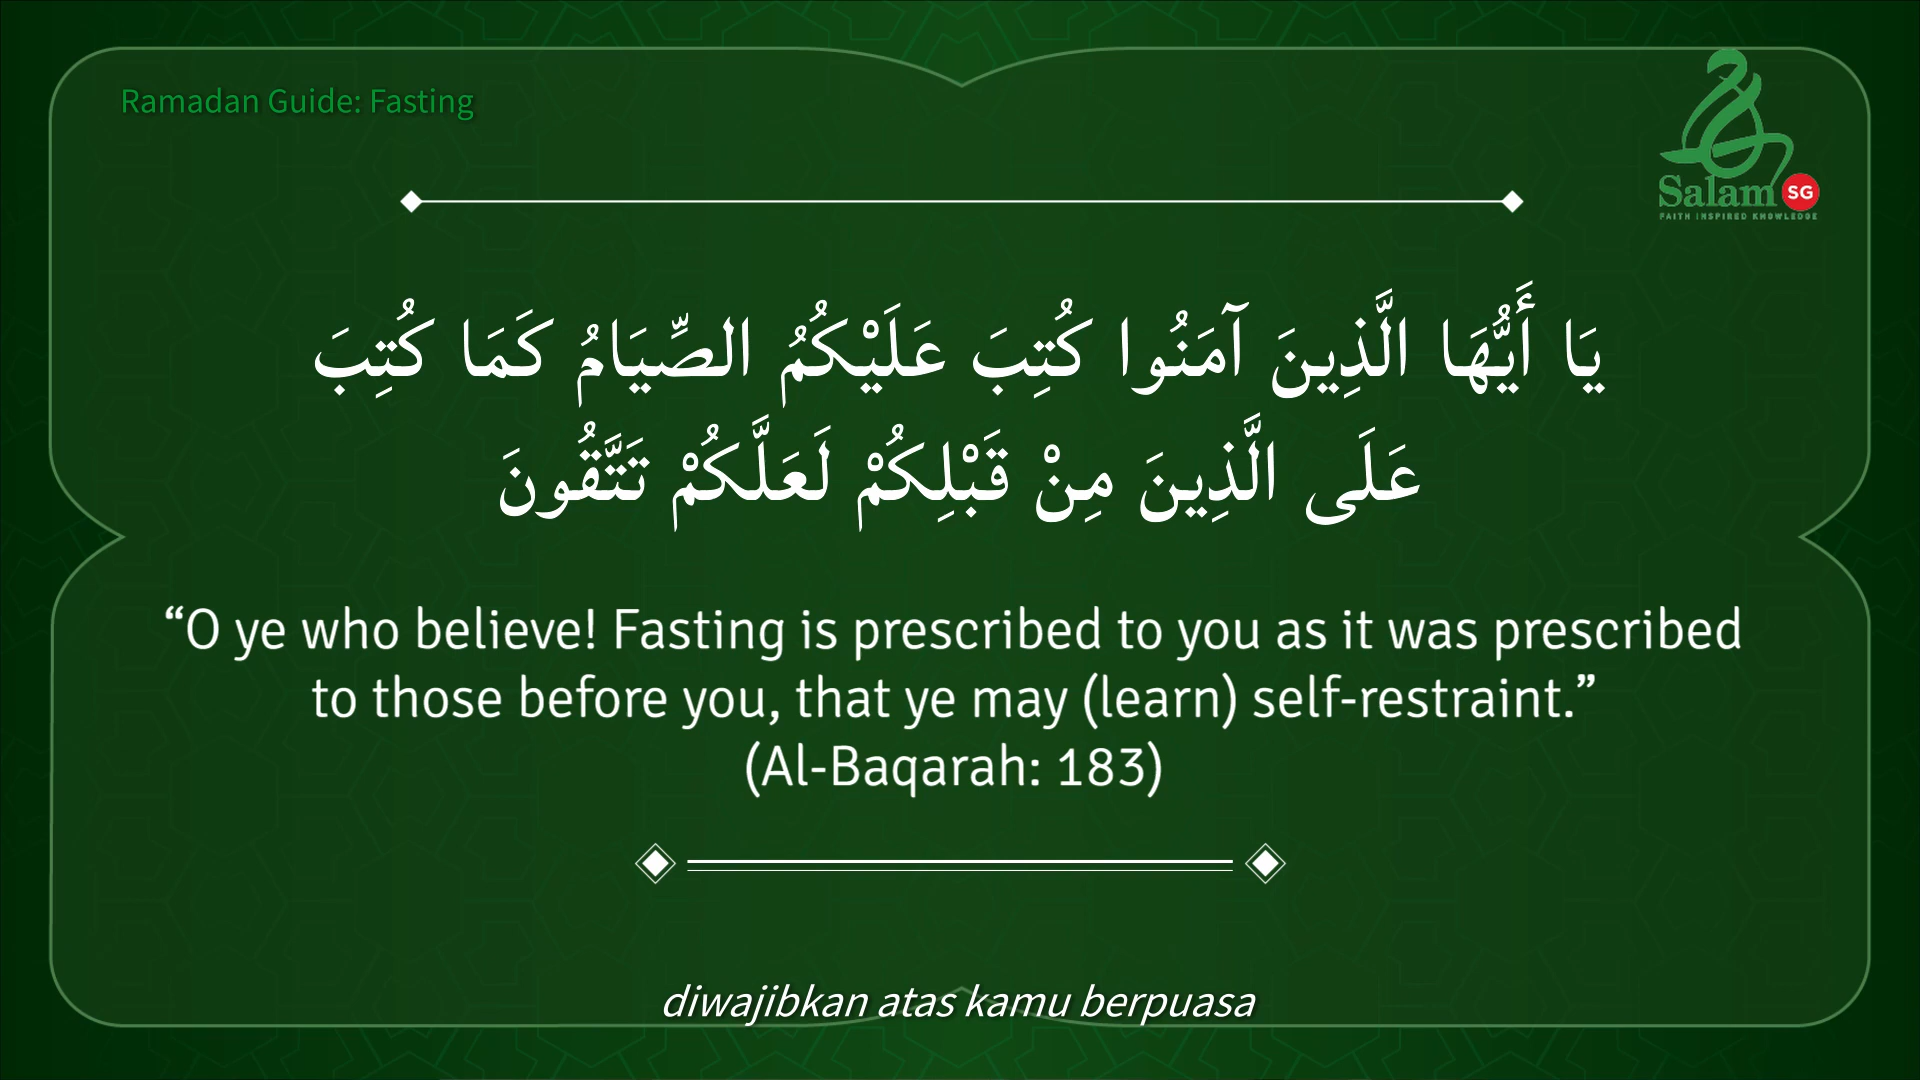 Ramadan Guide: Fasting
Salam SG
FAITH INSPIRED KNOWLEDGE
يَا أَيُّهَا الَّذِينَ آمَنُوا كُتِبَ عَلَيْكُمُ الصِّيَامُ كَمَا كُتِبَ
عَلَى الَّذِينَ مِنْ قَبْلِكُمْ لَعَلَّكُمْ تَتَّقُونَ
“O ye who believe! Fasting is prescribed to you as it was prescribed
to those before you, that ye may (learn) self-restraint.”
(Al-Baqarah: 183)
diwajibkan atas kamu berpuasa